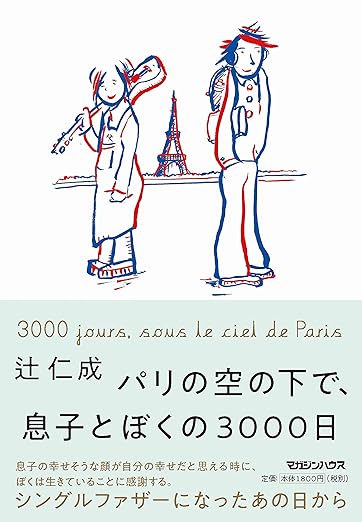 3000 jours, sous le ciel de Paris
辻 仁成 パリの空の下で、
息子とぼくの3000日
息子の幸せそうな顔が自分の幸せだと思える時に、
ぼくは生きていることに感謝する。
マガジンハウス
定価:本体1800円(税別)
シングルファザーになったあの日から